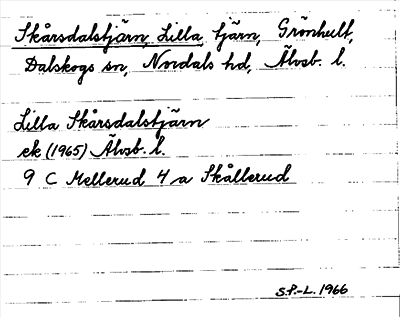 Skårsdalstjärn, Lilla, tjärn, Grönhult,
Dalskogs sn, Nordals hd, Älvsb. l.
Lilla Skårsdalstjärn
ek (1965) Älvsb. l.
9 C Mellerud 4 a Skållerud
S.P.-L. 1966